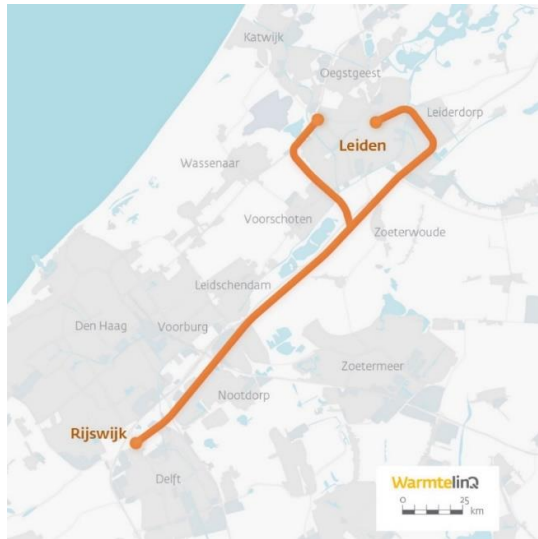 Katwijk
Oegstgeest
Leiderdorp
Leiden
Wassenaar
Voorschoten
Zoeterwoude
Leidschendam
Den Haag
Voorburg
Zoetermeer
Nootdorp
Rijswijk
Delft
WarmtelinQ
0 25
km